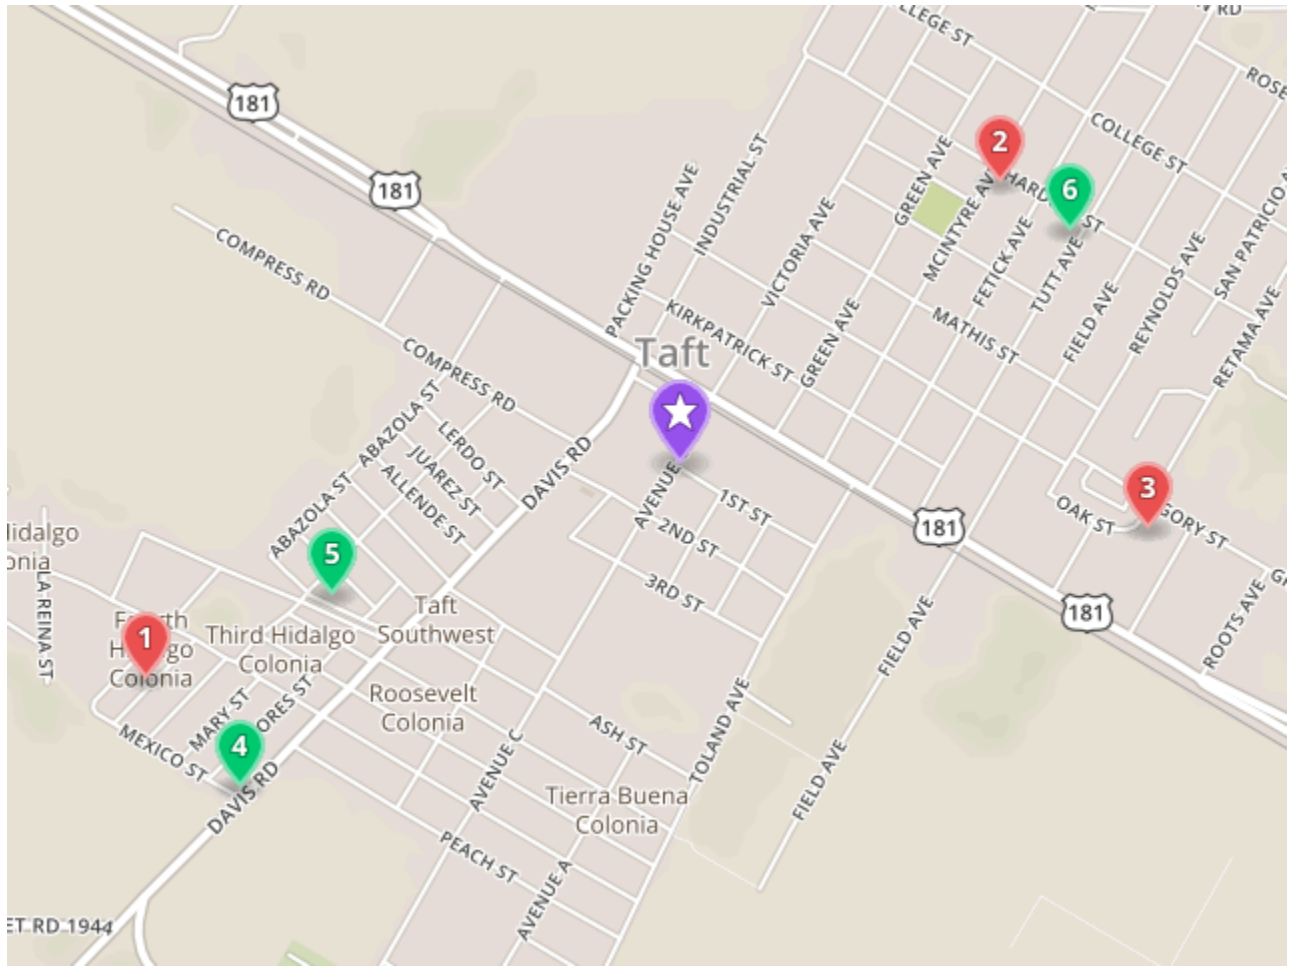 LLEGE ST
RD
ROSE
181
COLLEGE ST
2
181
INDUSTRIAL ST
GREEN AVE
HARD
ST
6
PACKING HOUSE AVE
VICTORIA AVE
MCINTYRE AV
SAN PATRICIO A
COMPRESS RD
FETICK AVE
TUTT AVE
REYNOLDS AVE
KIRKPATRICK ST
GREEN AVE
MATHIS ST
FIELD AVE
RETAMA AVE
Taft
COMPRESS RD
ABAZOLA ST
LERDO ST
JUAREZ ST
ALLENDE ST
DAVIS RD
AVENUE
1ST ST
2ND ST
3RD ST
3
OAK ST
GORY ST
181
ABAZOLA ST
5
Hidalgo
onia
LA REINA ST
181
ROOTS AVE
Taft
Southwest
1
Colonia
Third Hidalgo
Colonia
FIELD AVE
Roosevelt
Colonia
MARY ST
ORES ST
MEXICO ST
4
DAVIS RD
ASH ST
TOLAND AVE
AVENUE C
FIELD AVE
Tierra Buena
Colonia
PEACH ST
AVENUE A
ET RD 1944